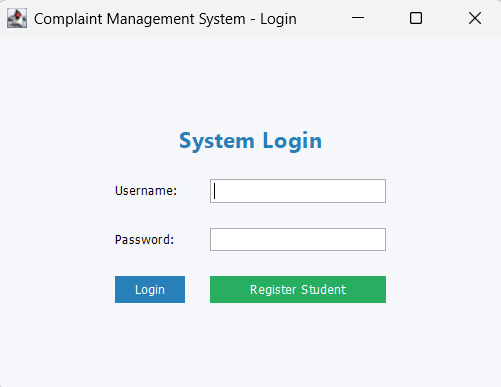 Complaint Management System - Login
System Login
Username:
Password:
Login
Register Student